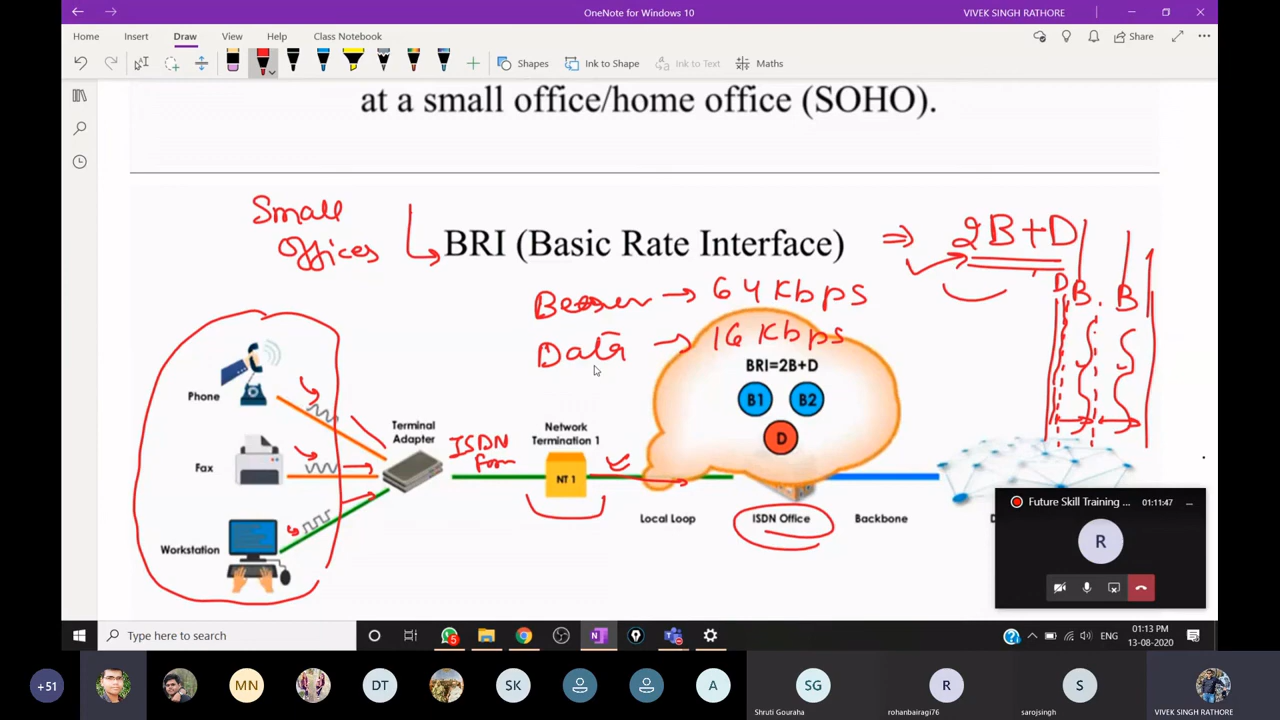 OneNote for Windows 10
VIVEK SINGH RATHORE
Home Insert Draw View Help Class Notebook
Share
Shapes Ink to Shape Ink to Text Maths
at a small office/home office (SOHO).
Small
Offices
BRI (Basic Rate Interface)
⇒ 2B+D
→ 64 Kbps
Data → 16 Kbps
D B B
BRI=2B+D
B1 B2
D
Phone
Terminal
Adapter
Network
Termination 1
ISDN
Form
Fax
NT 1
Local Loop
ISDN Office
Backbone
Workstation
Future Skill Training ... 01:11:47
R
Type here to search
5
ENG
01:13 PM
13-08-2020
+51 MN DT SK A SG R S
Shruti Gouraha rohanbairagi76 sarojsingh VIVEK SINGH RATHORE